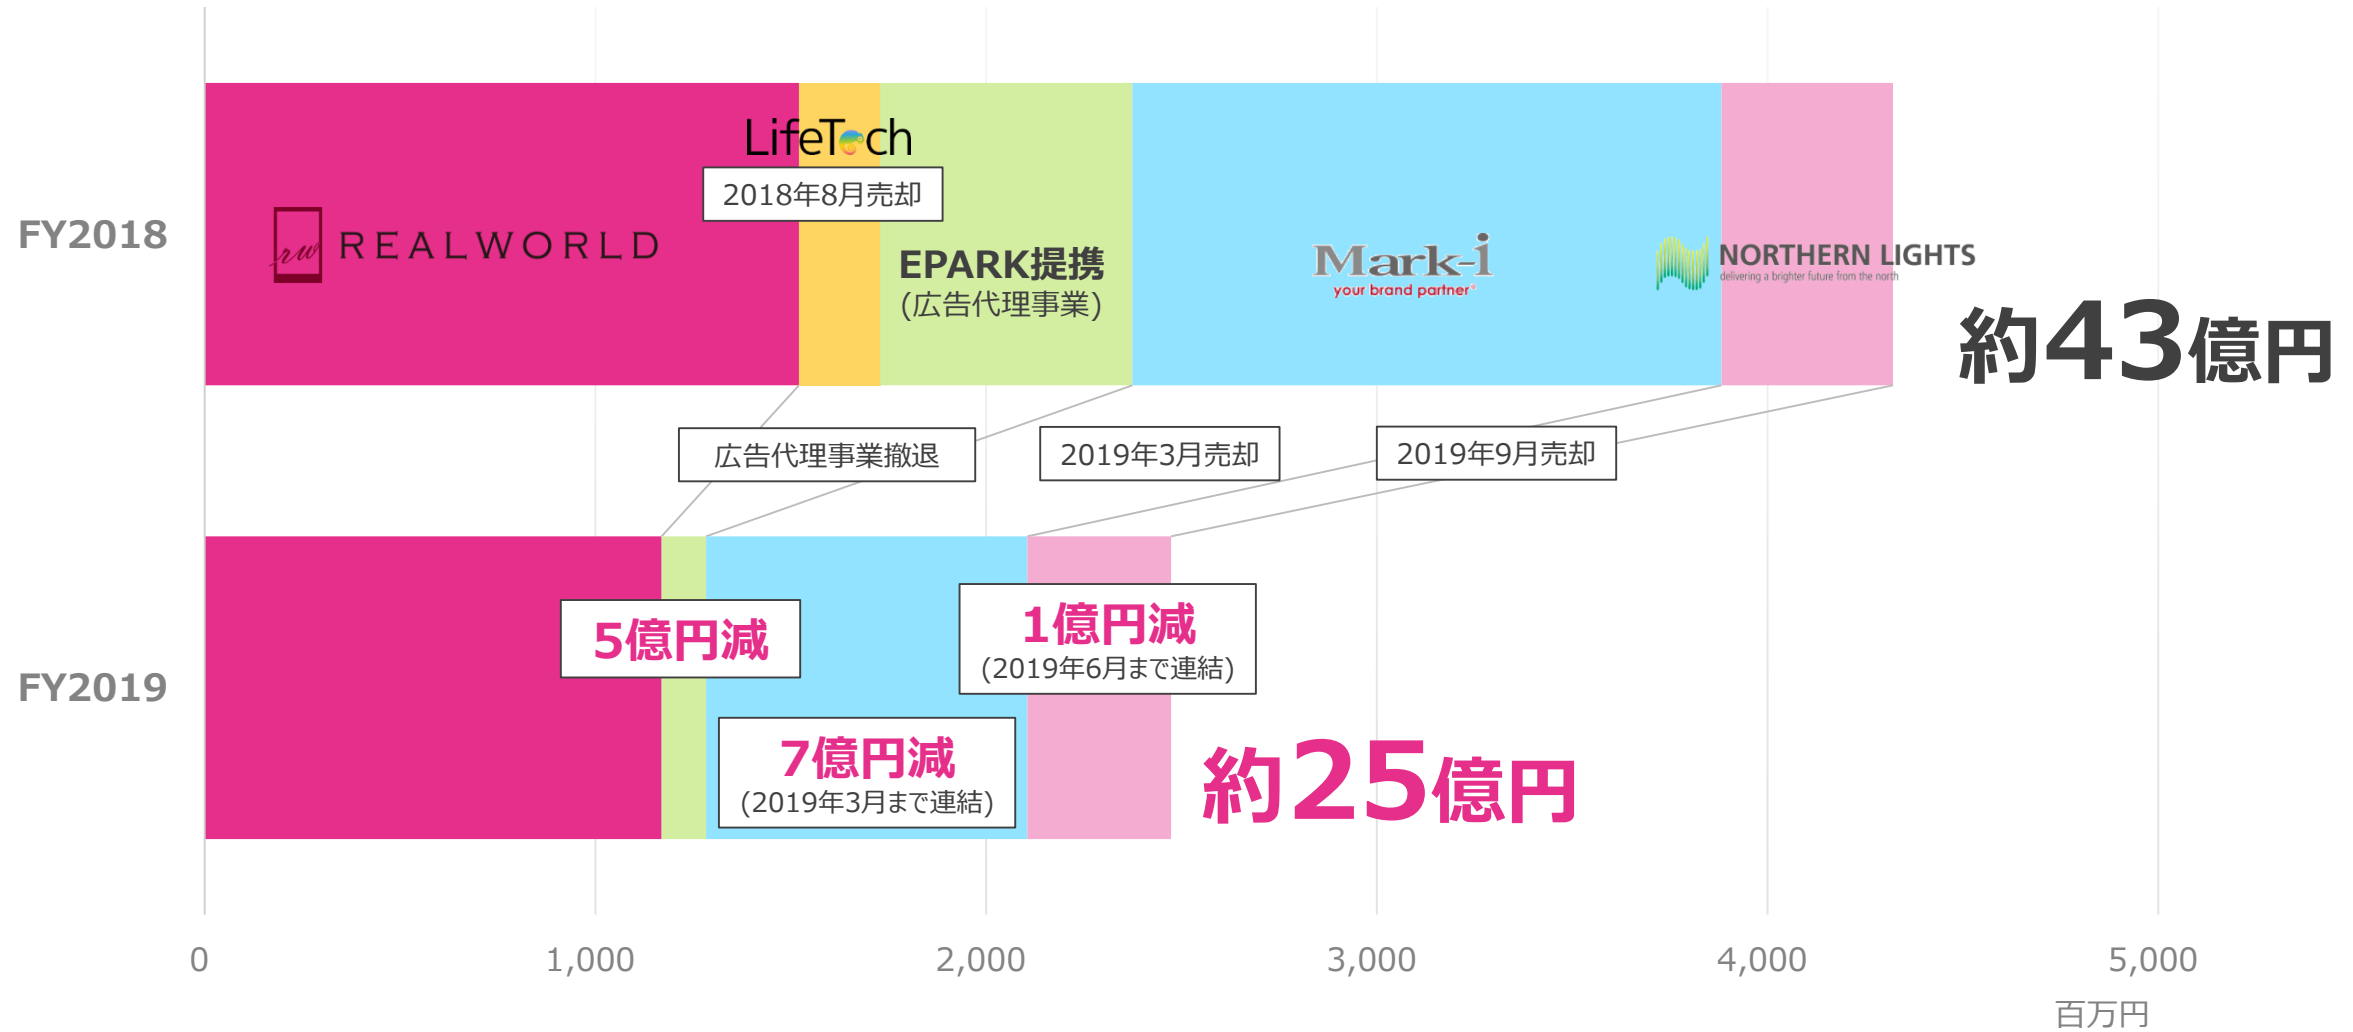 FY2018
rw REALWORLD
LifeTech
2018年8月売却
EPARK提携
(広告代理事業)
Mark-i
your brand partner®
NORTHERN LIGHTS
delivering a brighter future from the north
約43億円
広告代理事業撤退
2019年3月売却
2019年9月売却
FY2019
5億円減
7億円減
(2019年3月まで連結)
1億円減
(2019年6月まで連結)
約25億円
0 1,000 2,000 3,000 4,000 5,000
百万円